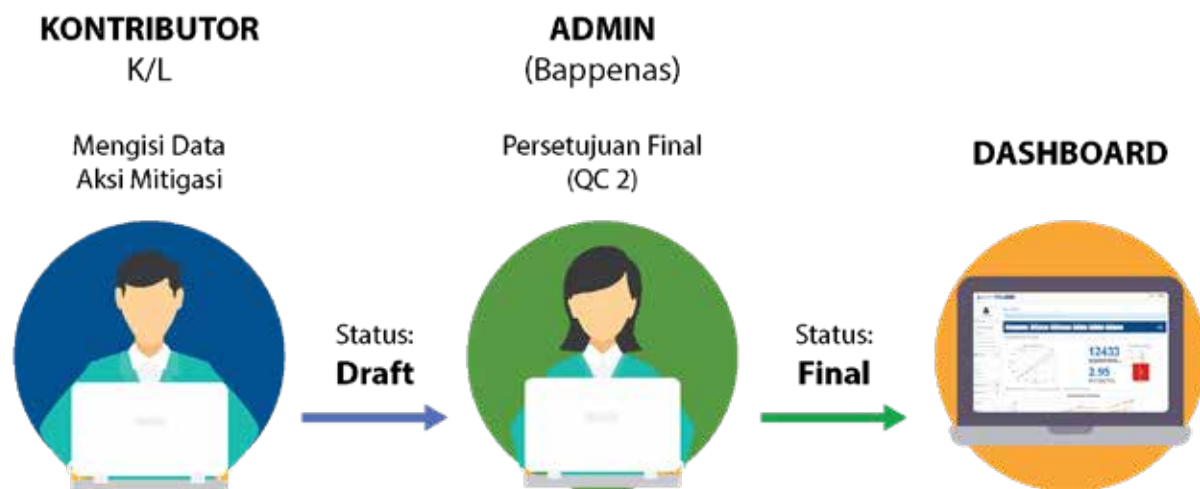 KONTRIBUTOR
K/L
Mengisi Data
Aksi Mitigasi
Status:
Draft
ADMIN
(Bappenas)
Persetujuan Final
(QC 2)
Status:
Final
DASHBOARD
12433
2.95